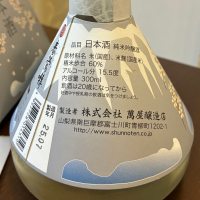 品目 日本酒 純米吟醸酒
原材料名 米(国産)、米麹(国産米)
精米歩合 60%
アルコール分 15.5度
内容量 300ml
飲酒は20歳になってから。
製造者 株式会社 萬屋醸造店
山梨県南巨摩郡富士川町青柳町1202-1
www.shunnoten.co.jp
製造年月